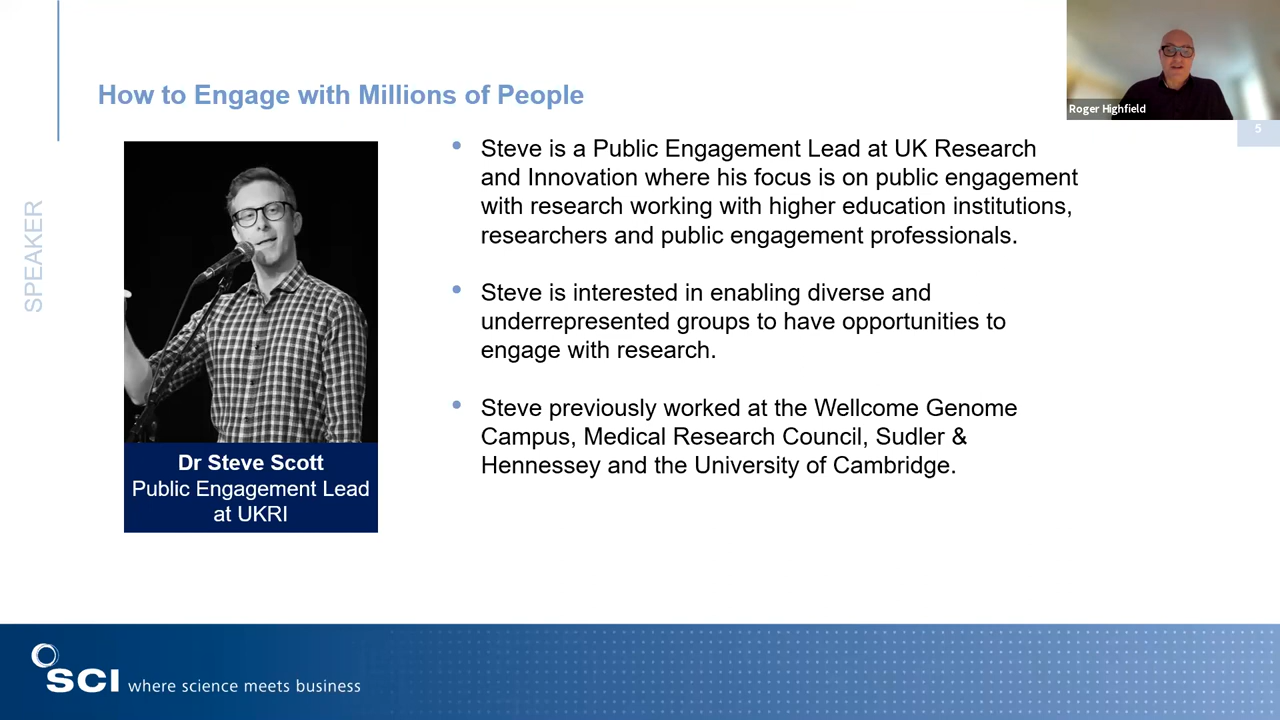 How to Engage with Millions of People
Roger Highfield
5
SPEAKER
Steve is a Public Engagement Lead at UK Research
and Innovation where his focus is on public engagement
with research working with higher education institutions,
researchers and public engagement professionals.
Steve is interested in enabling diverse and
underrepresented groups to have opportunities to
engage with research.
Steve previously worked at the Wellcome Genome
Campus, Medical Research Council, Sudler &
Hennessey and the University of Cambridge.
Dr Steve Scott
Public Engagement Lead
at UKRI
SCI where science meets business